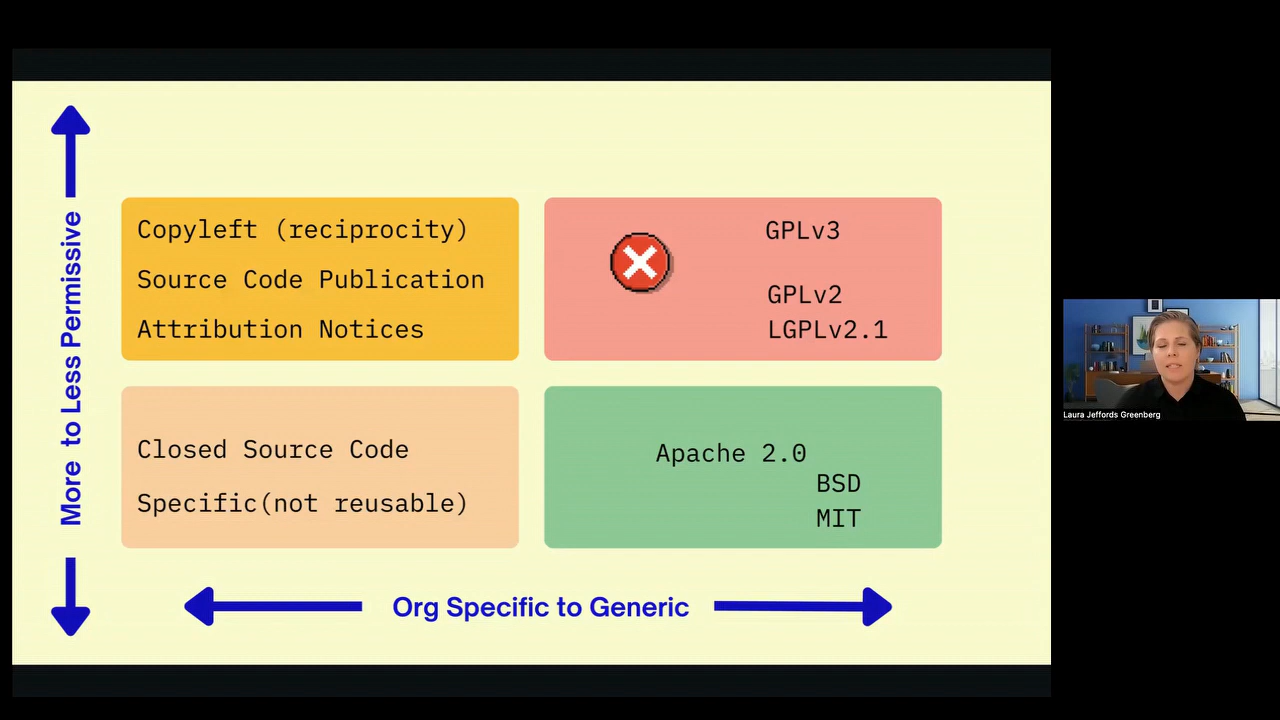 More to Less Permissive
Copyleft (reciprocity)
Source Code Publication
Attribution Notices
GPLv3
GPLv2
LGPLv2.1
Closed Source Code
Specific(not reusable)
Apache 2.0
BSD
MIT
Org Specific to Generic
Laura Jeffords Greenberg